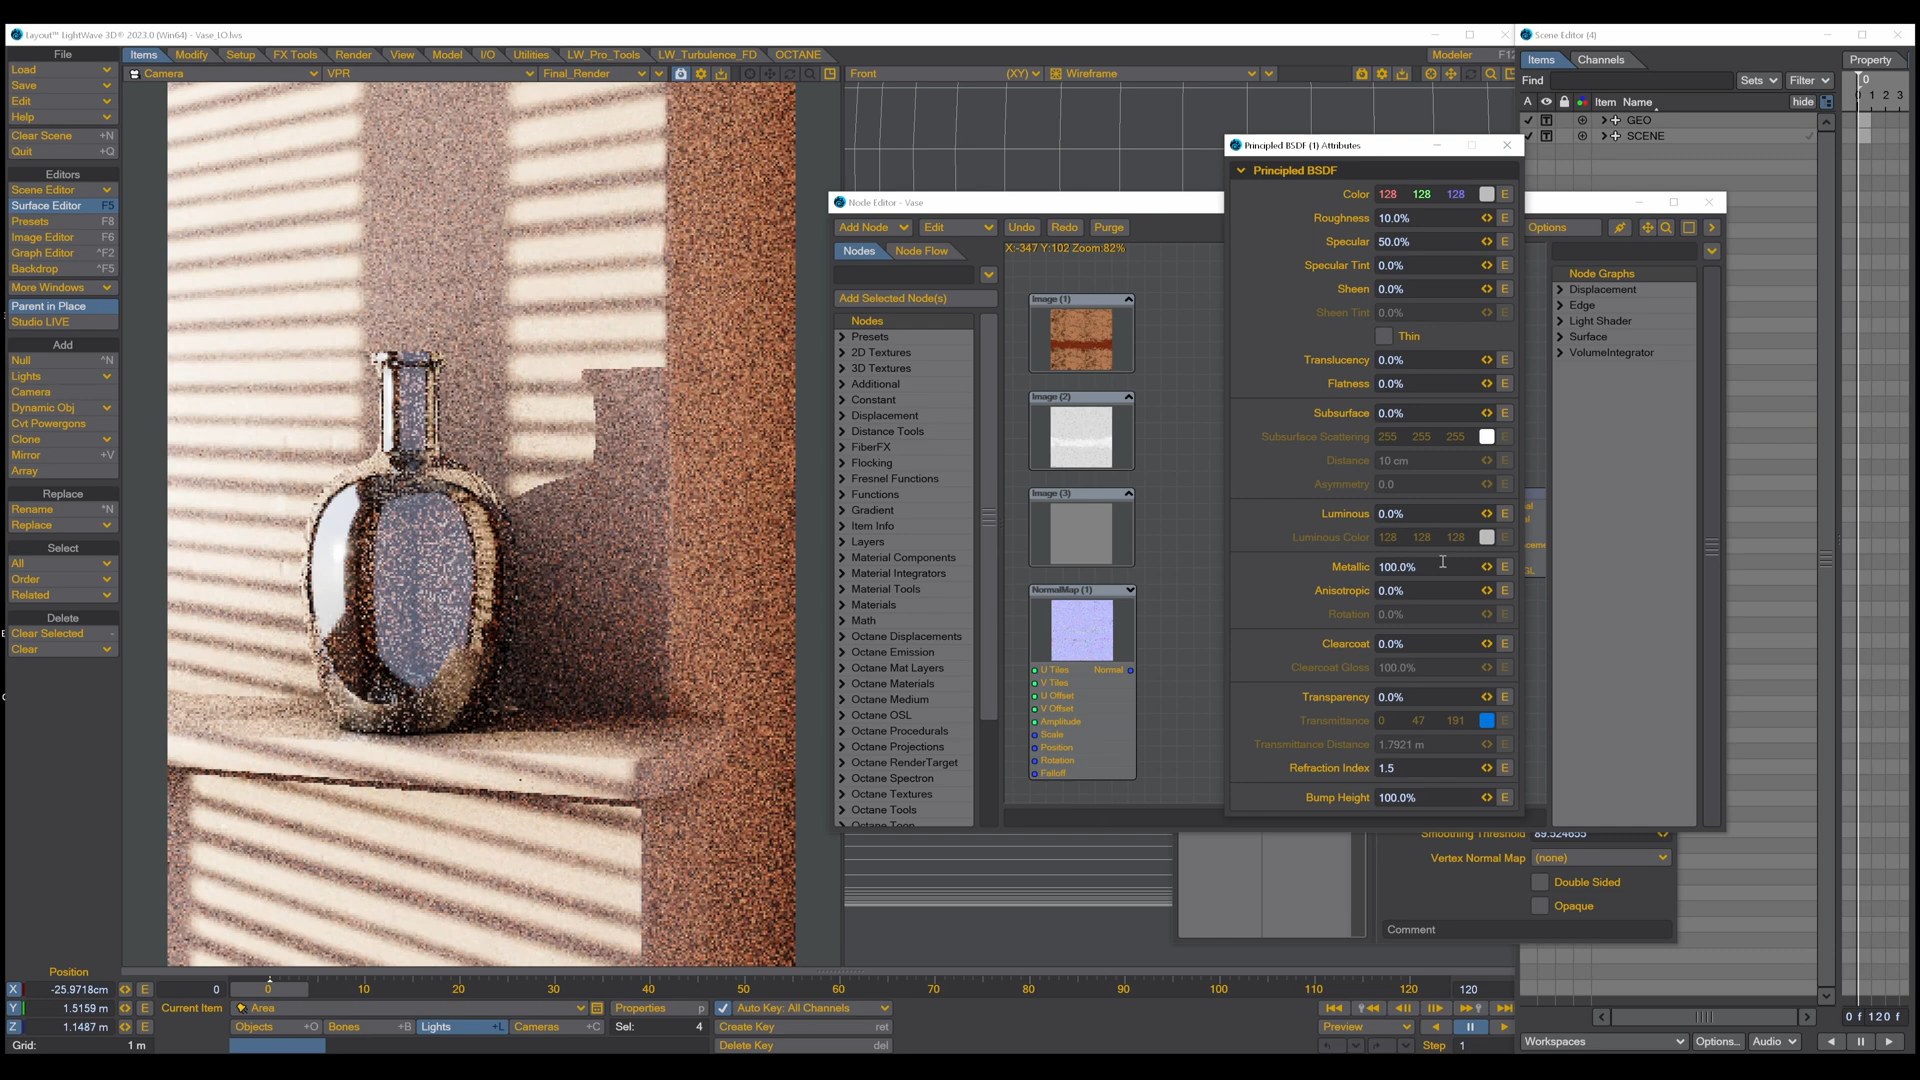 Layout™ LightWave 3D® 2023.0 (Win64) - Vase_LO.lws
Scene Editor (4)
File
Items Modify Setup FX Tools Render View Model I/O Utilities LW_Pro_Tools LW_Turbulence_FD OCTANE Modeler F12
Camera VPR Final_Render
Front (XY) Wireframe
Load
Save
Edit
Help
Clear Scene +N
Quit +Q
Editors
Scene Editor
Surface Editor F5
Presets F8
Image Editor F6
Graph Editor ^F2
Backdrop ^F5
More Windows
Parent in Place
Studio LIVE
Add
Null ^N
Lights
Camera
Dynamic Obj
Cvt Powergons
Clone
Mirror +V
Array
Replace
Rename *N
Replace
Select
All
Order
Related
Delete
Clear Selected -
Clear
Items Channels
Property
Find Sets Filter
0
0 1 2 3
A Item Name hide
GEO
SCENE
Node Editor - Vase
Add Node Edit Undo Redo Purge
Options
Nodes Node Flow
X:-347 Y:102 Zoom:82%
Add Selected Node(s)
Nodes
Presets
2D Textures
3D Textures
Additional
Constant
Displacement
Distance Tools
FiberFX
Flocking
Fresnel Functions
Functions
Gradient
Item Info
Layers
Material Components
Material Integrators
Material Tools
Materials
Math
Octane Displacements
Octane Emission
Octane Mat Layers
Octane Materials
Octane Medium
Octane OSL
Octane Procedurals
Octane Projections
Octane RenderTarget
Octane Spectron
Octane Textures
Octane Tools
Octane Toon
Image (1)
Image (2)
Image (3)
NormalMap (1)
U Tiles Normal
V Tiles
U Offset
V Offset
Amplitude
Scale
Position
Rotation
Falloff
Principled BSDF (1) Attributes
Principled BSDF
Color 128 128 128 E
Roughness 10.0% E
Specular 50.0% E
Specular Tint 0.0% E
Sheen 0.0% E
Sheen Tint 0.0% E
Thin
Translucency 0.0% E
Flatness 0.0% E
Subsurface 0.0% E
Subsurface Scattering 255 255 255 E
Distance 10 cm E
Asymmetry 0.0 E
Luminous 0.0% E
Luminous Color 128 128 128 E
Metallic 100.0% E
Anisotropic 0.0% E
Rotation 0.0% E
Clearcoat 0.0% E
Clearcoat Gloss 100.0% E
Transparency 0.0% E
Transmittance 0 47 191 E
Transmittance Distance 1.7921 m E
Refraction Index 1.5 E
Bump Height 100.0% E
Node Graphs
Displacement
Edge
Light Shader
Surface
VolumeIntegrator
Smoothing Threshold 89.524655
Vertex Normal Map (none)
Double Sided
Opaque
Comment
Position
X -25.9718cm E
Y 1.5159 m E
Z 1.1487 m E
Grid: 1 m
0 0 10 20 30 40 50 60 70 80 90 100 110 120 120
Current Item Area Properties p Auto Key: All Channels
Objects +O Bones +B Lights +L Cameras +C Sel: 4 Create Key ret
Delete Key del
Preview
Step 1
0 f 120 f
Workspaces Options... Audio